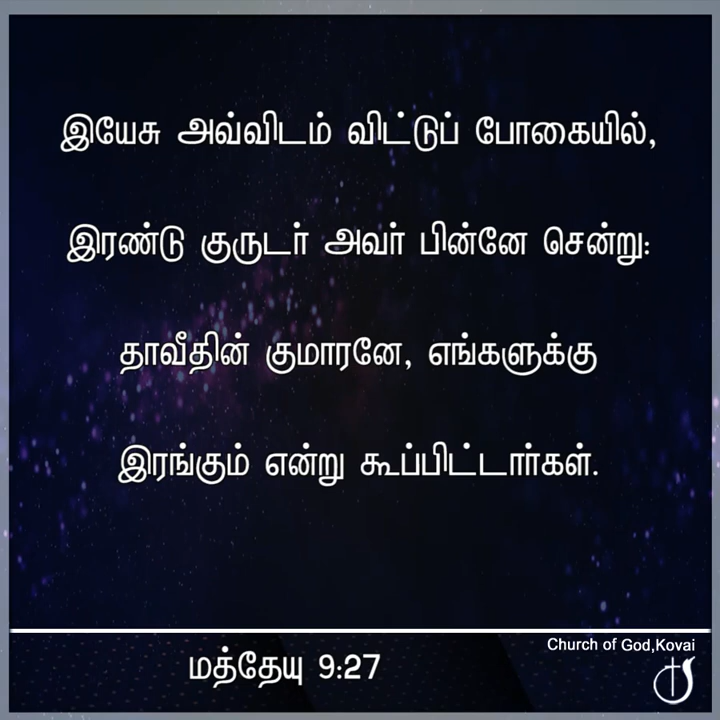 இயேசு அவ்விடம் விட்டுப் போகையில்,
இரண்டு குருடர் அவர் பின்னே சென்று:
தாவீதின் குமாரனே, எங்களுக்கு
இரங்கும் என்று கூப்பிட்டார்கள்.
மத்தேயு 9:27
Church of God,Kovai